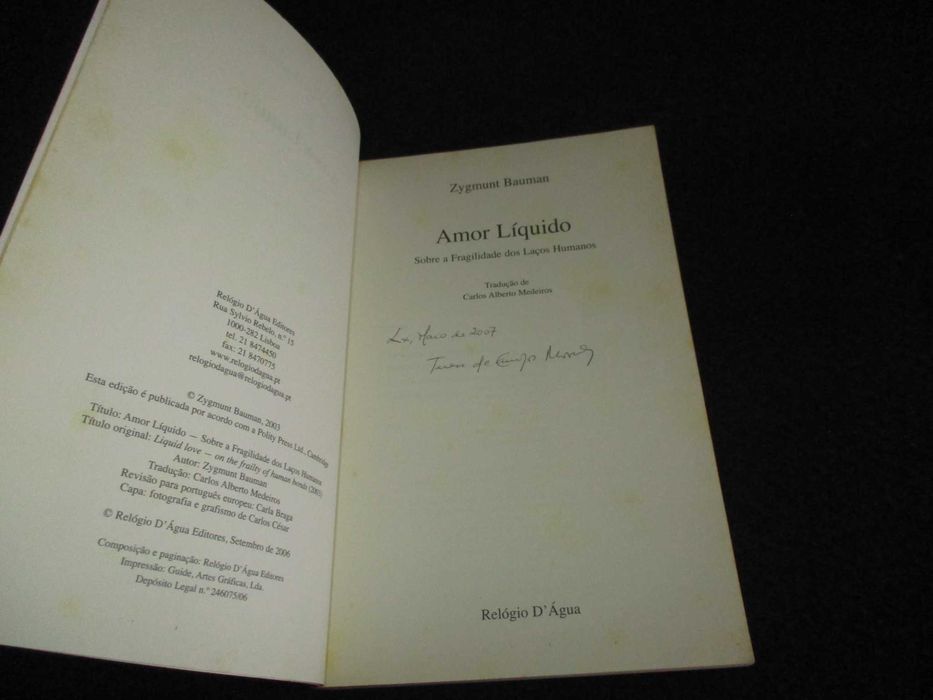 Relógio D'Água Editores
Rua Sylvio Rebelo, n.º 15
1000-282 Lisboa
tel. 21 8474450
fax: 21 8470775
www.relogiodagua.pt
relogiodagua@relogiodagua.pt
© Zygmunt Bauman, 2003
Esta edição é publicada por acordo com a Polity Press Ltd., Cambridge
Título: Amor Líquido — Sobre a Fragilidade dos Laços Humanos
Título original: Liquid love — on the frailty of human bonds (2003)
Autor: Zygmunt Bauman
Tradução: Carlos Alberto Medeiros
Revisão para português europeu: Carla Braga
Capa: fotografia e grafismo de Carlos César
© Relógio D'Água Editores, Setembro de 2006
Composição e paginação: Relógio D'Água Editores
Impressão: Guide, Artes Gráficas, Lda.
Depósito Legal n.º 246075/06
Zygmunt Bauman
Amor Líquido
Sobre a Fragilidade dos Laços Humanos
Tradução de
Carlos Alberto Medeiros
Lx, Maio de 2007
de Campos
Relógio D'Água